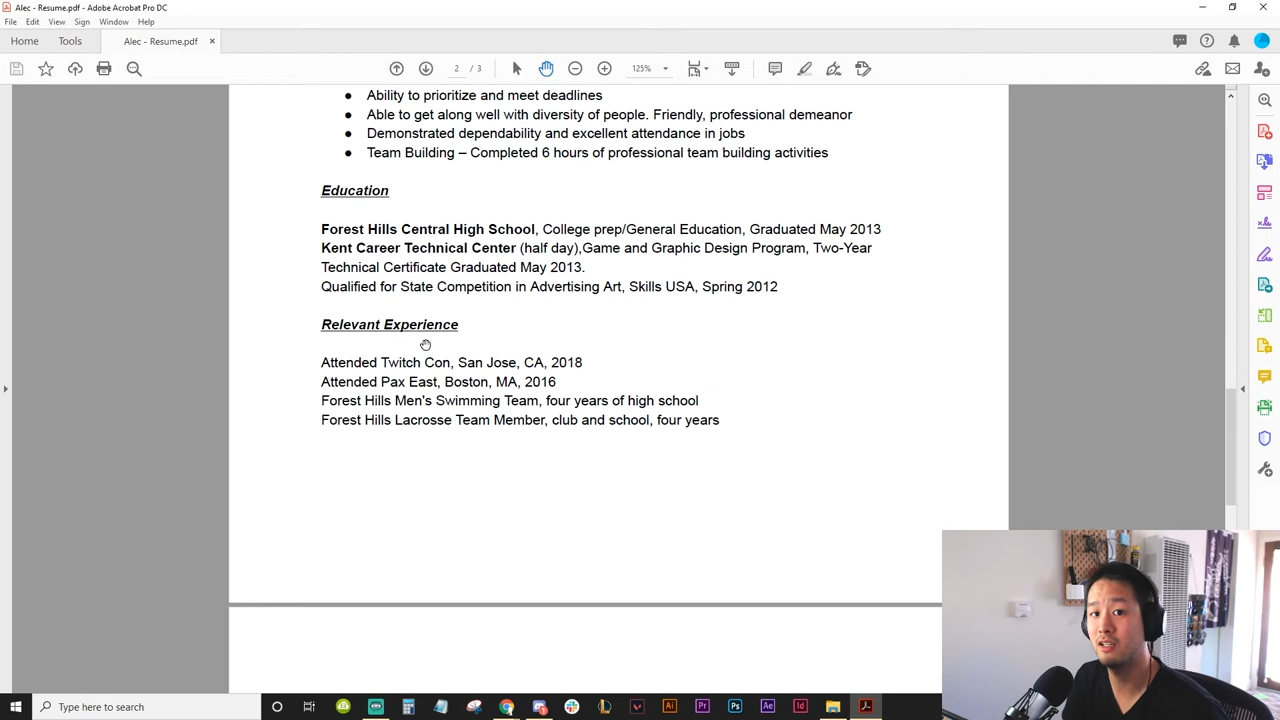 Alec - Resume.pdf - Adobe Acrobat Pro DC
File Edit View Sign Window Help
Home Tools Alec - Resume.pdf ×
2 / 3 125%
● Ability to prioritize and meet deadlines
● Able to get along well with diversity of people. Friendly, professional demeanor
● Demonstrated dependability and excellent attendance in jobs
● Team Building – Completed 6 hours of professional team building activities
Education
Forest Hills Central High School, College prep/General Education, Graduated May 2013
Kent Career Technical Center (half day),Game and Graphic Design Program, Two-Year
Technical Certificate Graduated May 2013.
Qualified for State Competition in Advertising Art, Skills USA, Spring 2012
Relevant Experience
Attended Twitch Con, San Jose, CA, 2018
Attended Pax East, Boston, MA, 2016
Forest Hills Men's Swimming Team, four years of high school
Forest Hills Lacrosse Team Member, club and school, four years
Type here to search
Ai Pr Ps Ae Id